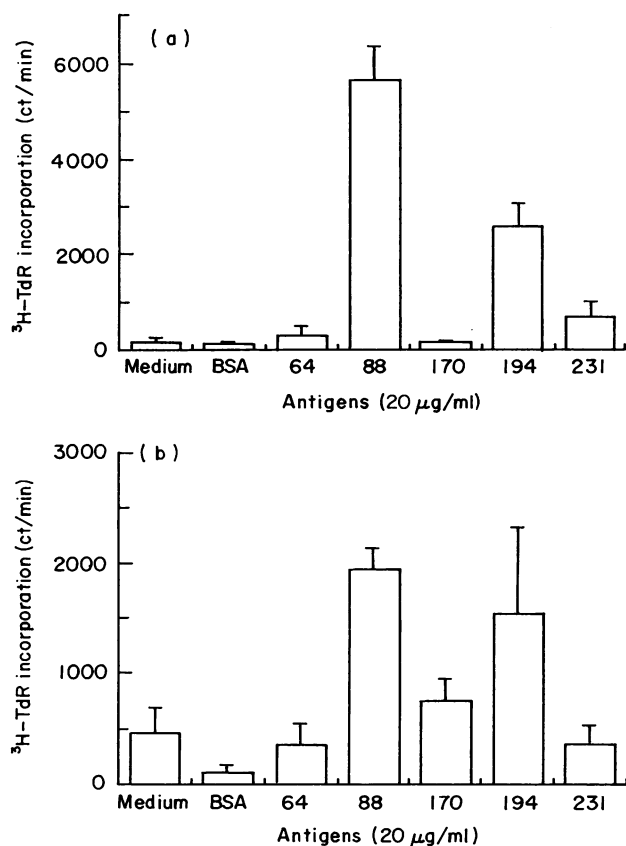 (a)
6000
4000
2000
0
³H–TdR incorporation (ct/min)
Medium BSA 64 88 170 194 231
Antigens (20 μg/ml)
(b)
3000
2000
1000
0
³H–TdR incorporation (ct/min)
Medium BSA 64 88 170 194 231
Antigens (20 μg/ml)